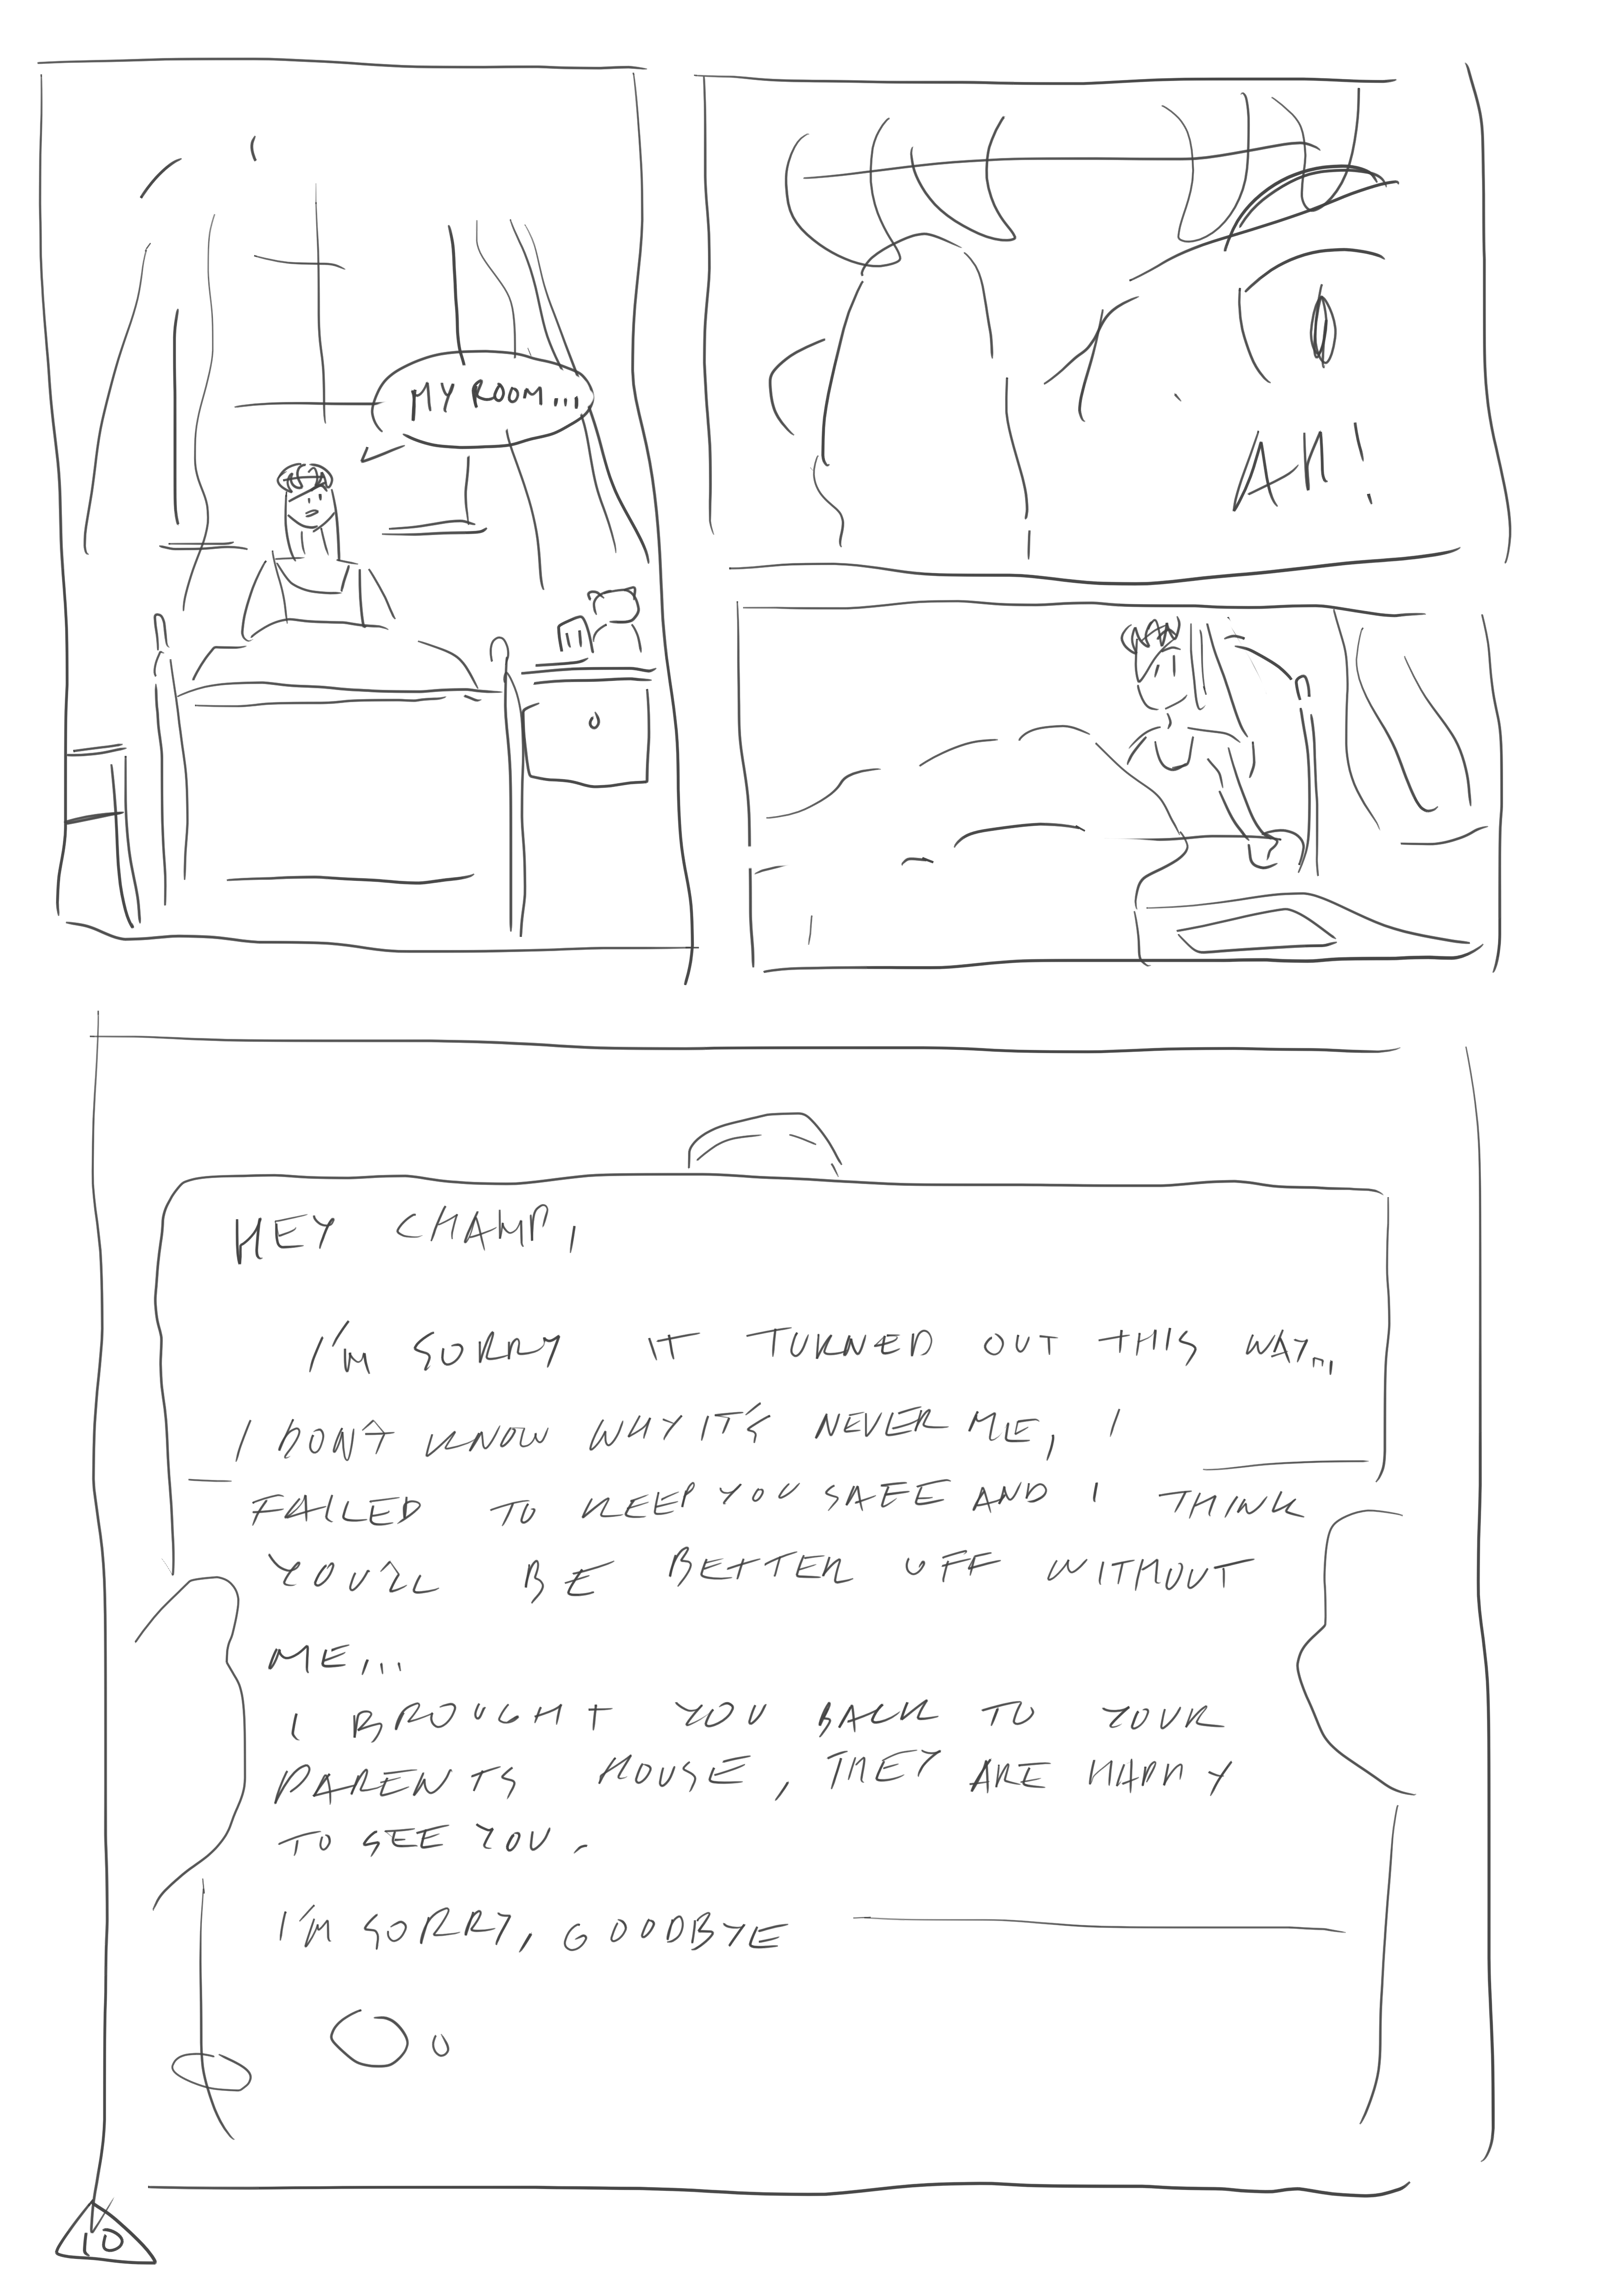 MY ROOM...
AH!
HEY CHAMP,
I'M SORRY IT TURNED OUT THIS WAY...
I DON'T KNOW WHY IT'S NEVER ME, I
FAILED TO KEEP YOU SAFE AND I THINK
YOU'LL BE BETTER OFF WITHOUT
ME...
I BROUGHT YOU BACK TO YOUR
PARENTS HOUSE, THEY ARE HAPPY
TO SEE YOU.
I'M SORRY, GOODBYE
10